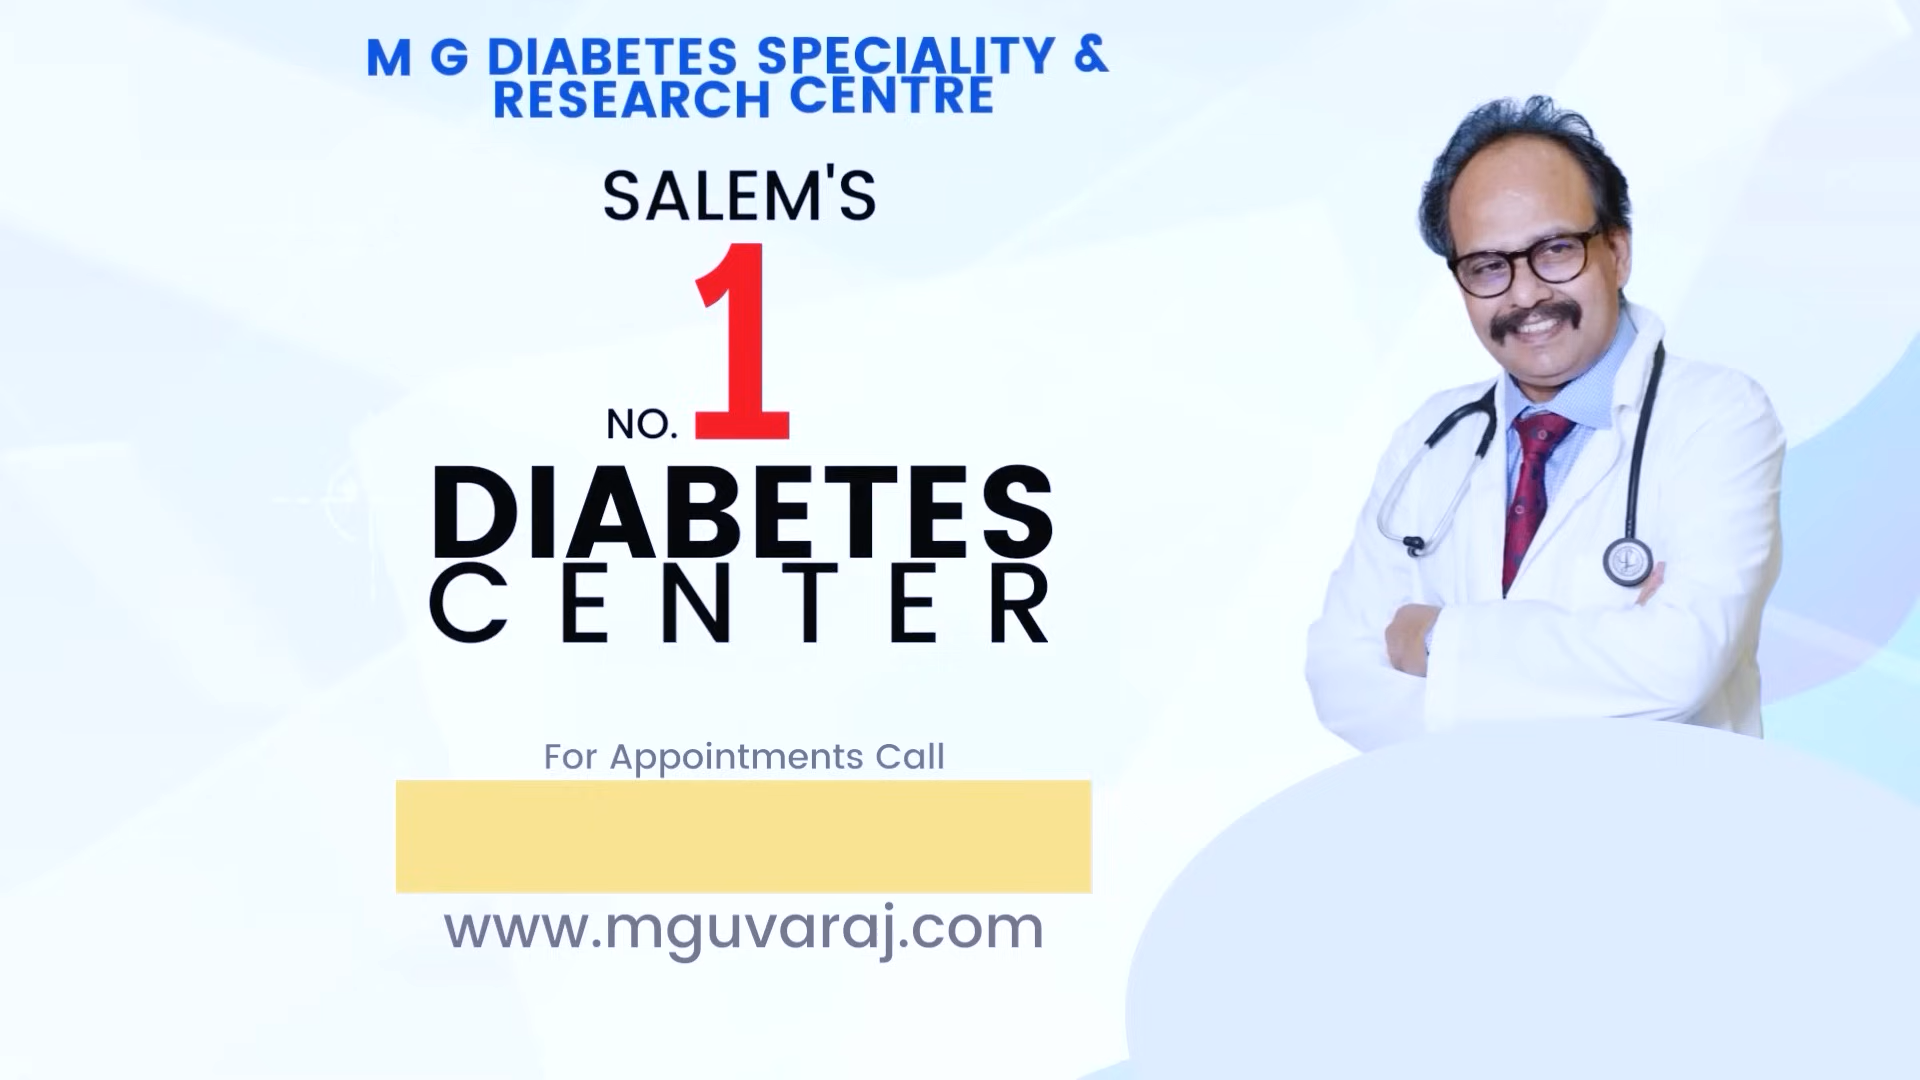 M G DIABETES SPECIALITY &
RESEARCH CENTRE
SALEM'S
NO. 1
DIABETES
CENTER
For Appointments Call
www.mguvaraj.com